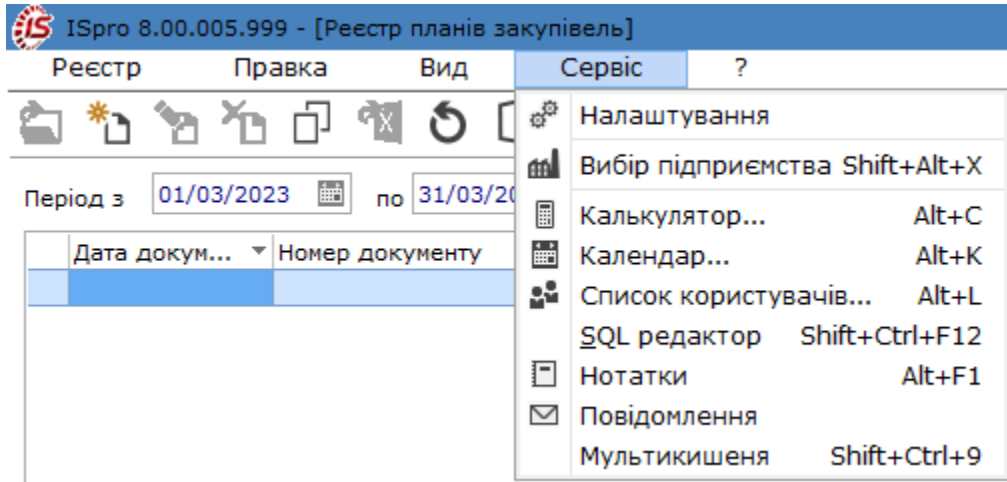 ISpro 8.00.005.999 - [Реєстр планів закупівель]
Реєстр Правка Вид Сервіс ?
Налаштування
Вибір підприємства Shift+Alt+X
Період з 01/03/2023 по 31/03/20
Калькулятор... Alt+C
Дата докум... Номер документу
Календар... Alt+K
Список користувачів... Alt+L
SQL редактор Shift+Ctrl+F12
Нотатки Alt+F1
Повідомлення
Мультикишеня Shift+Ctrl+9